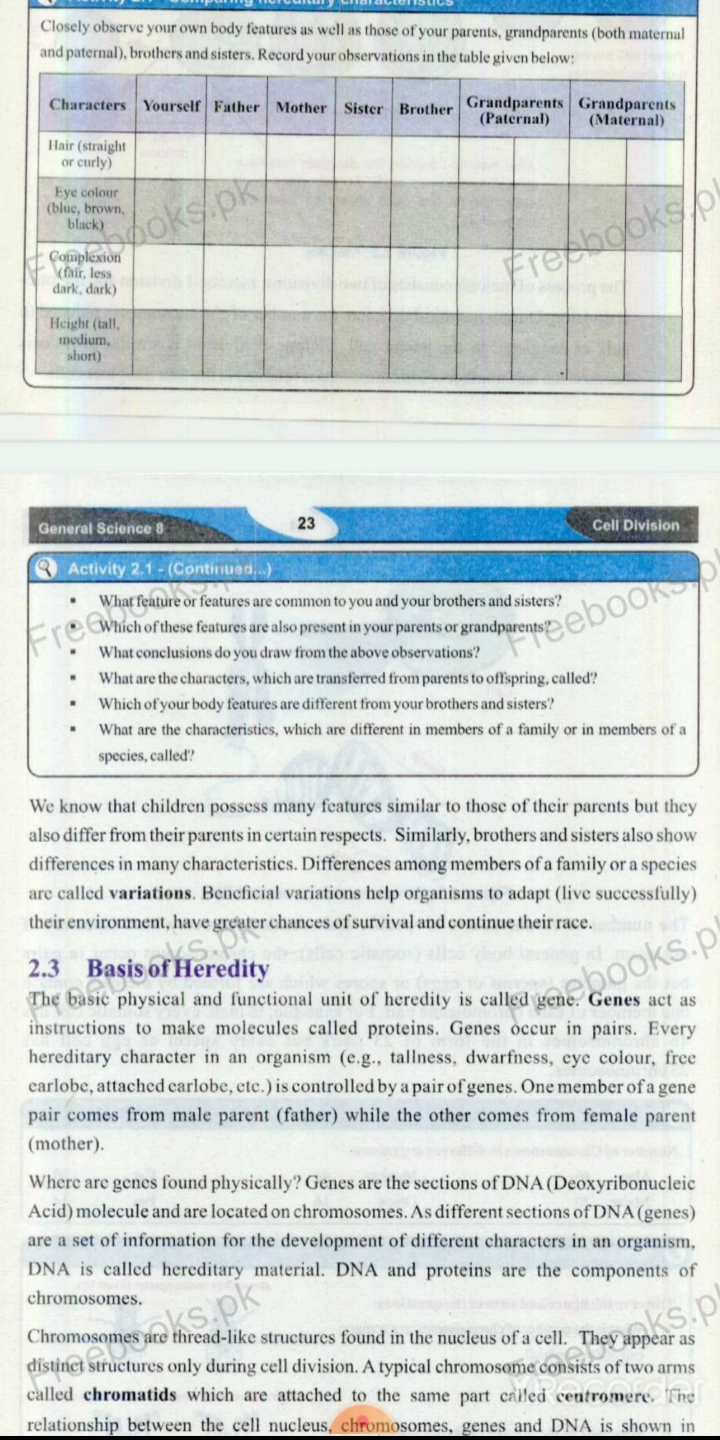 Activity 2.1 - Comparing hereditary characteristics
Closely observe your own body features as well as those of your parents, grandparents (both maternal
and paternal), brothers and sisters. Record your observations in the table given below:
Characters Yourself Father Mother Sister Brother Grandparents (Paternal) Grandparents (Maternal)
Hair (straight
or curly)
Eye colour
(blue, brown,
black)
Complexion
(fair, less
dark, dark)
Height (tall,
medium,
short)
Freebooks.pk
Freebooks.p
General Science 8 23 Cell Division
Activity 2.1 - (Continued...)
▪ What feature or features are common to you and your brothers and sisters?
▪ Which of these features are also present in your parents or grandparents?
▪ What conclusions do you draw from the above observations?
▪ What are the characters, which are transferred from parents to offspring, called?
▪ Which of your body features are different from your brothers and sisters?
▪ What are the characteristics, which are different in members of a family or in members of a
species, called?
Freebooks.pk
Freebooks.p
We know that children possess many features similar to those of their parents but they
also differ from their parents in certain respects. Similarly, brothers and sisters also show
differences in many characteristics. Differences among members of a family or a species
are called variations. Beneficial variations help organisms to adapt (live successfully)
their environment, have greater chances of survival and continue their race.
2.3 Basis of Heredity
The basic physical and functional unit of heredity is called gene. Genes act as
instructions to make molecules called proteins. Genes occur in pairs. Every
hereditary character in an organism (e.g., tallness, dwarfness, eye colour, free
earlobe, attached earlobe, etc.) is controlled by a pair of genes. One member of a gene
pair comes from male parent (father) while the other comes from female parent
(mother).
Freebooks.pk
Freebooks.p
Where are genes found physically? Genes are the sections of DNA (Deoxyribonucleic
Acid) molecule and are located on chromosomes. As different sections of DNA (genes)
are a set of information for the development of different characters in an organism,
DNA is called hereditary material. DNA and proteins are the components of
chromosomes.
Chromosomes are thread-like structures found in the nucleus of a cell. They appear as
distinct structures only during cell division. A typical chromosome consists of two arms
called chromatids which are attached to the same part called centromere. The
relationship between the cell nucleus, chromosomes, genes and DNA is shown in
Freebooks.pk
Freebooks.p